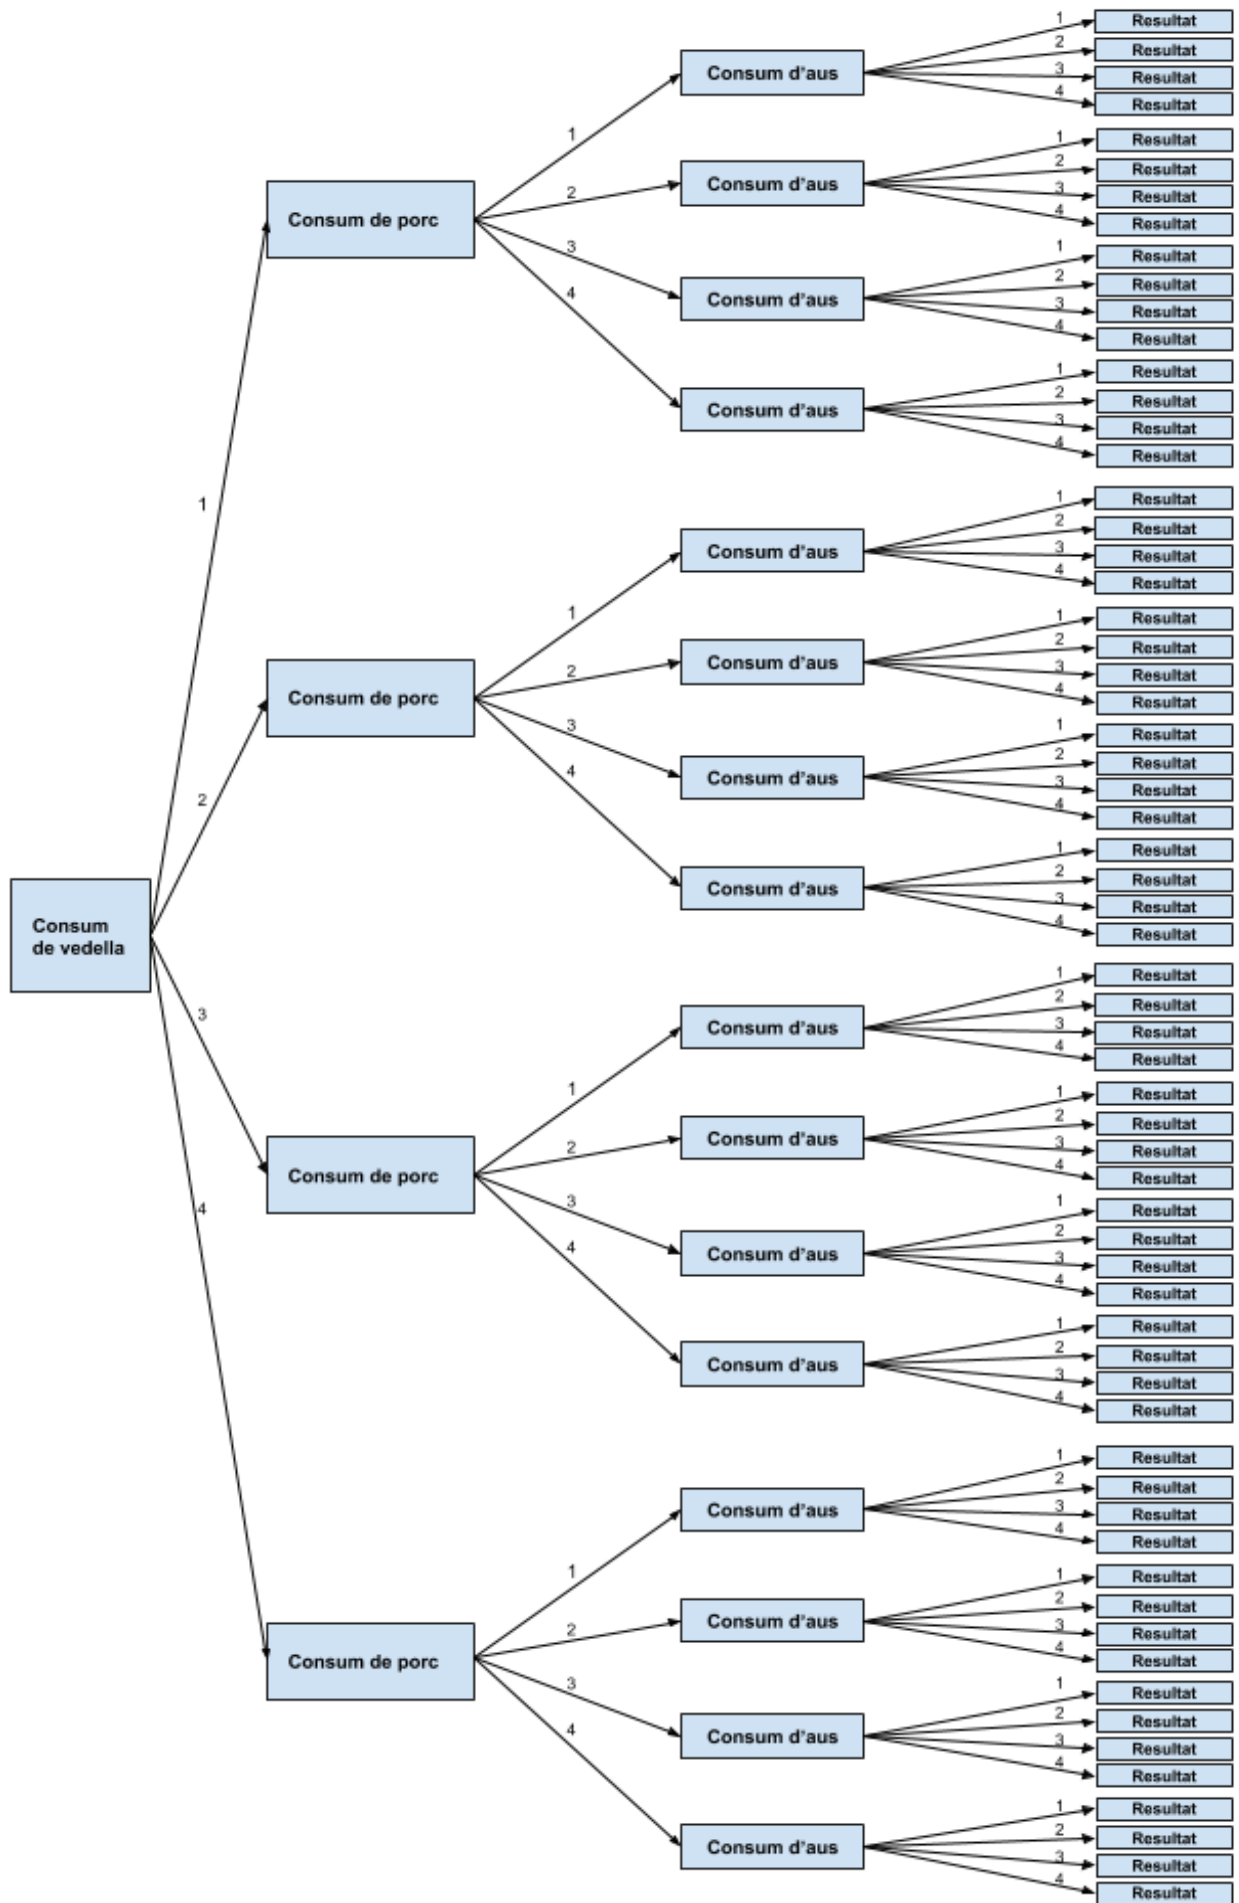 Consum
de vedella
1
Consum de porc
1
Consum d'aus
1 Resultat
2 Resultat
3 Resultat
4 Resultat
2
Consum d'aus
1 Resultat
2 Resultat
3 Resultat
4 Resultat
3
Consum d'aus
1 Resultat
2 Resultat
3 Resultat
4 Resultat
4
Consum d'aus
1 Resultat
2 Resultat
3 Resultat
4 Resultat
2
Consum de porc
1
Consum d'aus
1 Resultat
2 Resultat
3 Resultat
4 Resultat
2
Consum d'aus
1 Resultat
2 Resultat
3 Resultat
4 Resultat
3
Consum d'aus
1 Resultat
2 Resultat
3 Resultat
4 Resultat
4
Consum d'aus
1 Resultat
2 Resultat
3 Resultat
4 Resultat
3
Consum de porc
1
Consum d'aus
1 Resultat
2 Resultat
3 Resultat
4 Resultat
2
Consum d'aus
1 Resultat
2 Resultat
3 Resultat
4 Resultat
3
Consum d'aus
1 Resultat
2 Resultat
3 Resultat
4 Resultat
4
Consum d'aus
1 Resultat
2 Resultat
3 Resultat
4 Resultat
4
Consum de porc
1
Consum d'aus
1 Resultat
2 Resultat
3 Resultat
4 Resultat
2
Consum d'aus
1 Resultat
2 Resultat
3 Resultat
4 Resultat
3
Consum d'aus
1 Resultat
2 Resultat
3 Resultat
4 Resultat
4
Consum d'aus
1 Resultat
2 Resultat
3 Resultat
4 Resultat